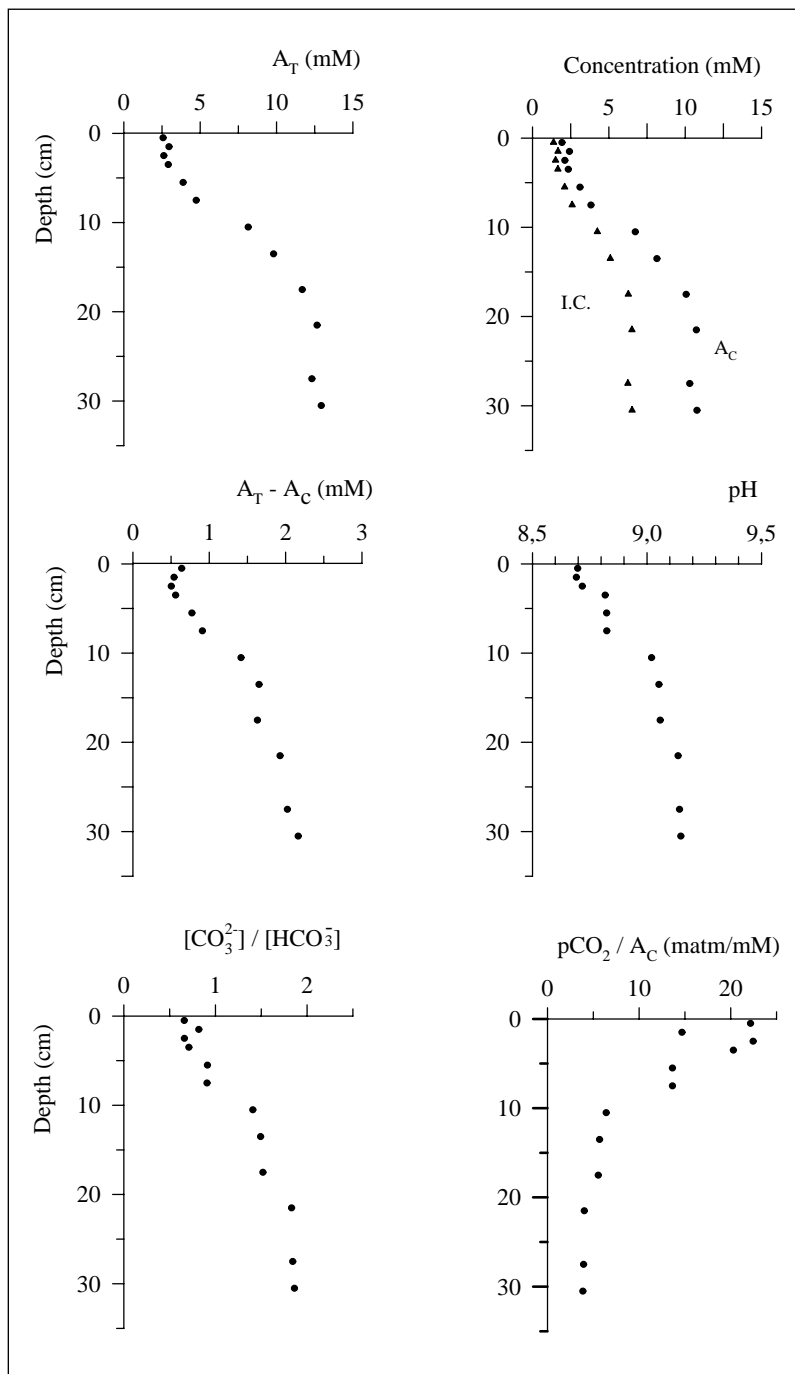 A_T (mM)
0 5 10 15
0
10
20
30
Depth (cm)
Concentration (mM)
0 5 10 15
0
10
20
30
I.C.
A_C
A_T - A_C (mM)
0 1 2 3
0
10
20
30
Depth (cm)
pH
8,5 9,0 9,5
0
10
20
30
[CO₃²⁻] / [HCO₃⁻]
0 1 2
0
10
20
30
Depth (cm)
pCO₂ / A_C (matm/mM)
0 10 20
0
10
20
30